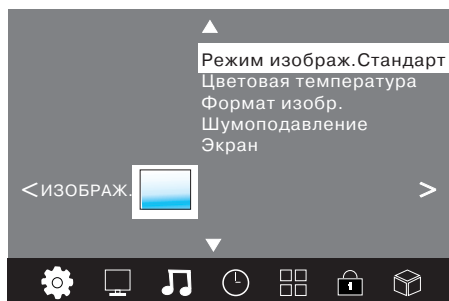 Режим изображ.Стандарт
Цветовая температура
Формат изобр.
Шумоподавление
Экран
<ИЗОБРАЖ. >